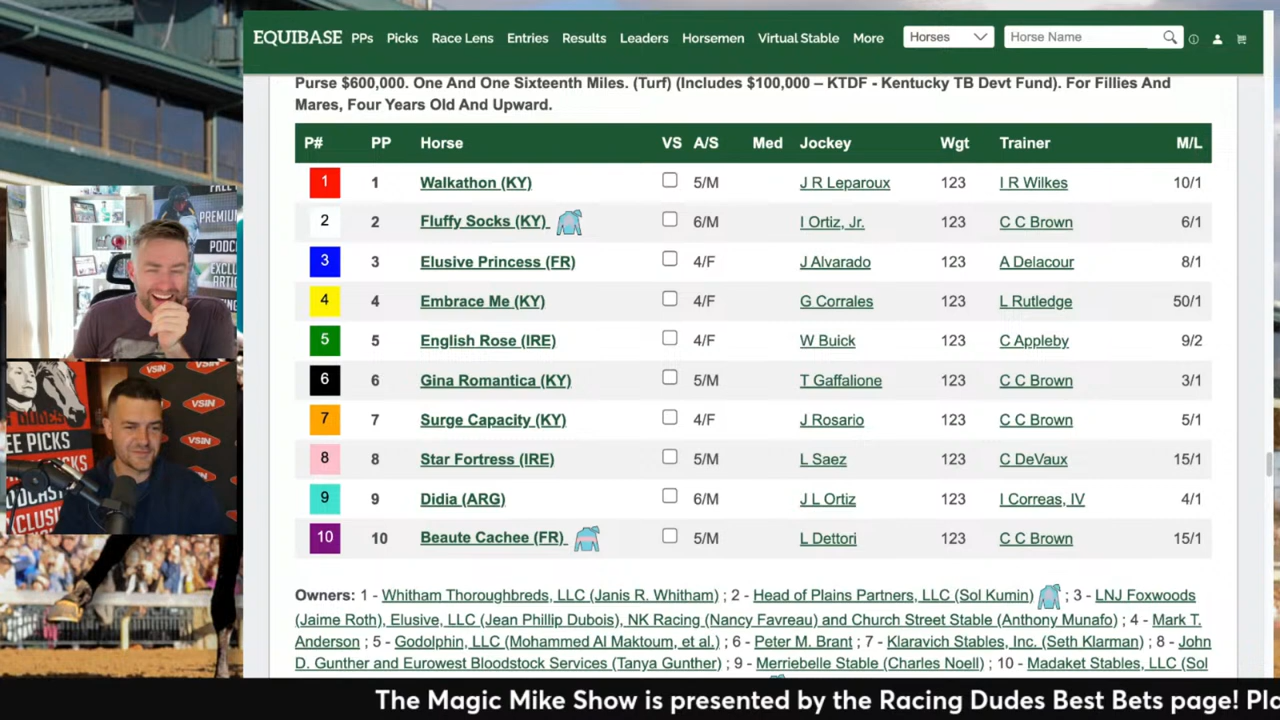 EQUIBASE PPs Picks Race Lens Entries Results Leaders Horsemen Virtual Stable More Horses Horse Name
Purse $600,000. One And One Sixteenth Miles. (Turf) (Includes $100,000 – KTDF - Kentucky TB Devt Fund). For Fillies And
Mares, Four Years Old And Upward.
P# PP Horse VS A/S Med Jockey Wgt Trainer M/L
1 1 Walkathon (KY) 5/M J R Leparoux 123 I R Wilkes 10/1
2 2 Fluffy Socks (KY) 6/M I Ortiz, Jr. 123 C C Brown 6/1
3 3 Elusive Princess (FR) 4/F J Alvarado 123 A Delacour 8/1
4 4 Embrace Me (KY) 4/F G Corrales 123 L Rutledge 50/1
5 5 English Rose (IRE) 4/F W Buick 123 C Appleby 9/2
6 6 Gina Romantica (KY) 5/M T Gaffalione 123 C C Brown 3/1
7 7 Surge Capacity (KY) 4/F J Rosario 123 C C Brown 5/1
8 8 Star Fortress (IRE) 5/M L Saez 123 C DeVaux 15/1
9 9 Didia (ARG) 6/M J L Ortiz 123 I Correas, IV 4/1
10 10 Beaute Cachee (FR) 5/M L Dettori 123 C C Brown 15/1
Owners: 1 - Whitham Thoroughbreds, LLC (Janis R. Whitham) ; 2 - Head of Plains Partners, LLC (Sol Kumin) ; 3 - LNJ Foxwoods
(Jaime Roth), Elusive, LLC (Jean Phillip Dubois), NK Racing (Nancy Favreau) and Church Street Stable (Anthony Munafo) ; 4 - Mark T.
Anderson ; 5 - Godolphin, LLC (Mohammed Al Maktoum, et al.) ; 6 - Peter M. Brant ; 7 - Klaravich Stables, Inc. (Seth Klarman) ; 8 - John
D. Gunther and Eurowest Bloodstock Services (Tanya Gunther) ; 9 - Merriebelle Stable (Charles Noell) ; 10 - Madaket Stables, LLC (Sol
PREMIUM
PODC
EXCLU
ARTIC
DUDES
EE PICKS
PICKS
VSiN
VSiN
VSiN
VSiN
The Magic Mike Show is presented by the Racing Dudes Best Bets page! Plo